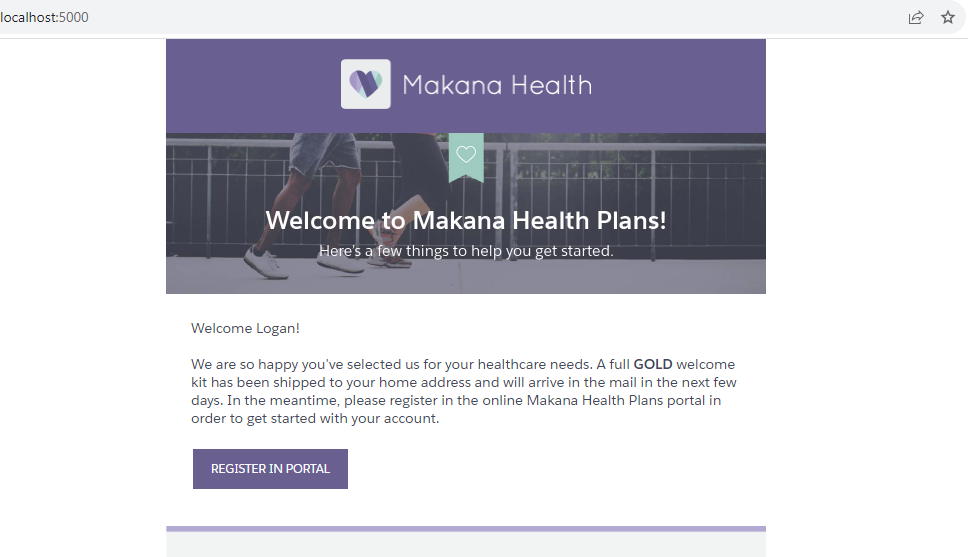 localhost:5000
Makana Health
Welcome to Makana Health Plans!
Here's a few things to help you get started.
Welcome Logan!
We are so happy you've selected us for your healthcare needs. A full GOLD welcome
kit has been shipped to your home address and will arrive in the mail in the next few
days. In the meantime, please register in the online Makana Health Plans portal in
order to get started with your account.
REGISTER IN PORTAL